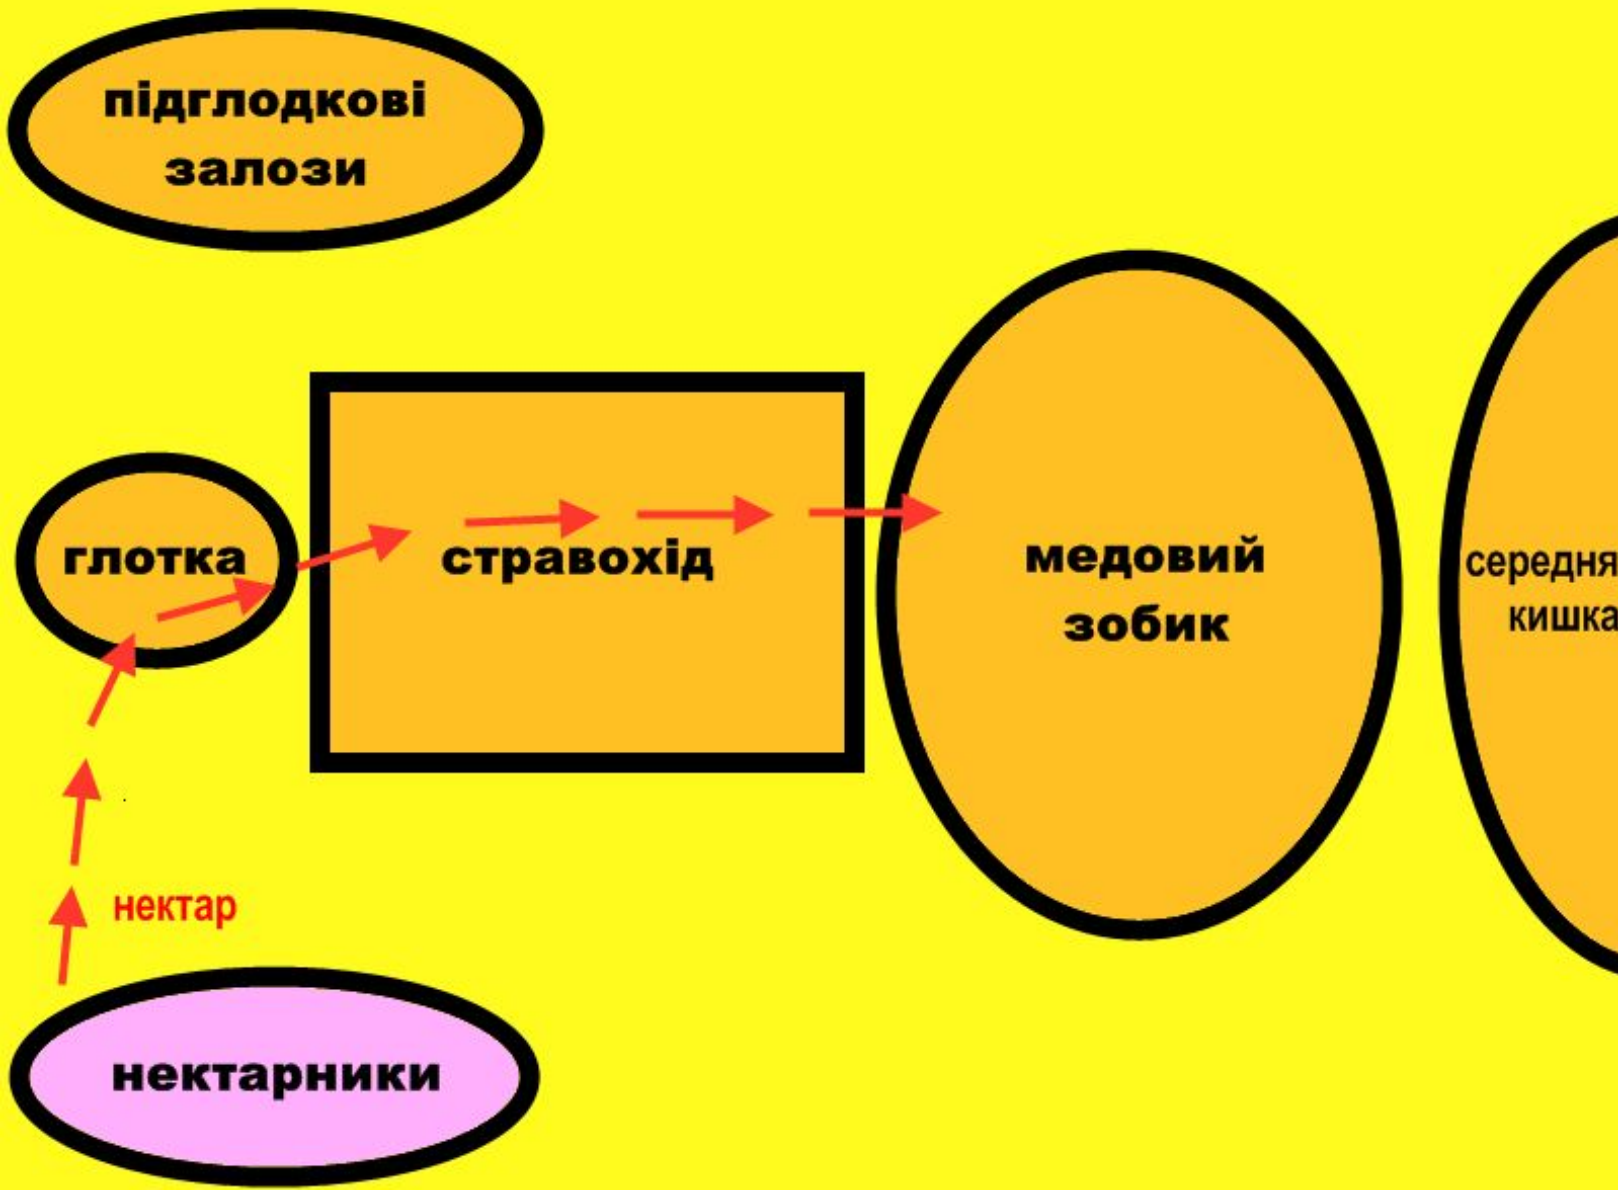 підглодкові
залози
глотка
стравохід
медовий
зобик
середня
кишка
нектар
нектарники